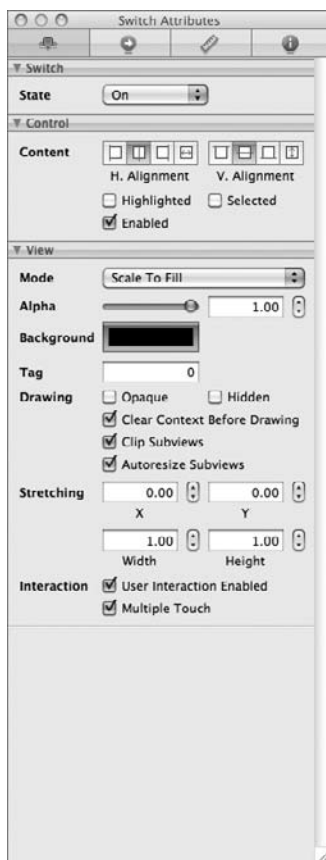 Switch Attributes
Switch
State On
Control
Content
H. Alignment V. Alignment
Highlighted Selected
Enabled
View
Mode Scale To Fill
Alpha 1.00
Background
Tag 0
Drawing Opaque Hidden
Clear Context Before Drawing
Clip Subviews
Autoresize Subviews
Stretching 0.00 0.00
X Y
1.00 1.00
Width Height
Interaction User Interaction Enabled
Multiple Touch